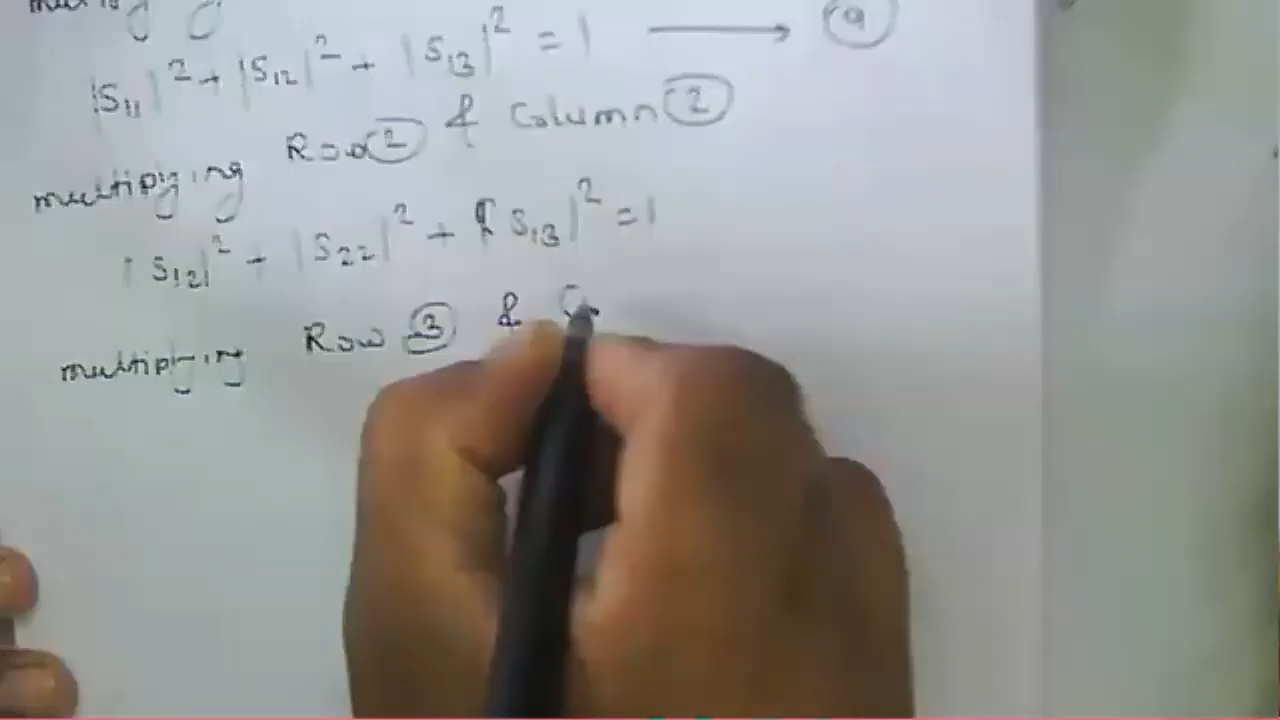 |S11|² + |S12|² + |S13|² = 1 ⟶ 9
multiplying Row 2 & Column 2
|S12|² + |S22|² + |S13|² = 1
multiplying Row 3 &